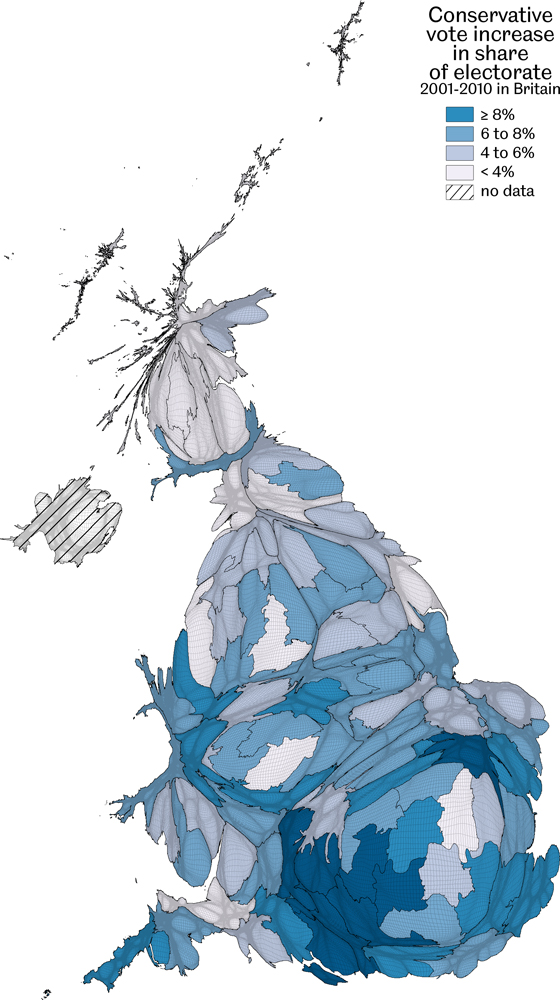 Conservative
vote increase
in share
of electorate
2001-2010 in Britain
≥ 8%
6 to 8%
4 to 6%
< 4%
no data